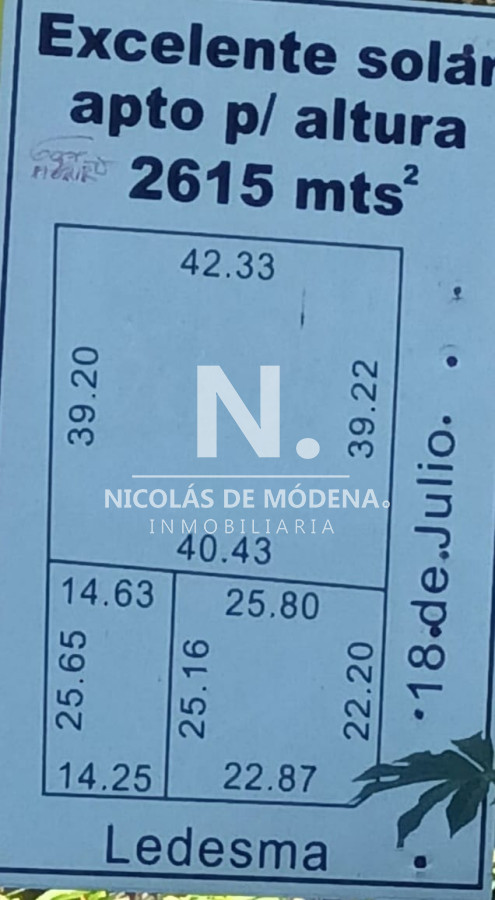 Excelente solár
apto p/ altura
2615 mts²
42.33
39.20
39.22
N.
NICOLÁS DE MÓDENA
INMOBILIARIA
40.43
14.63
25.80
25.65
25.16
22.20
18 de Julio
14.25
22.87
Ledesma